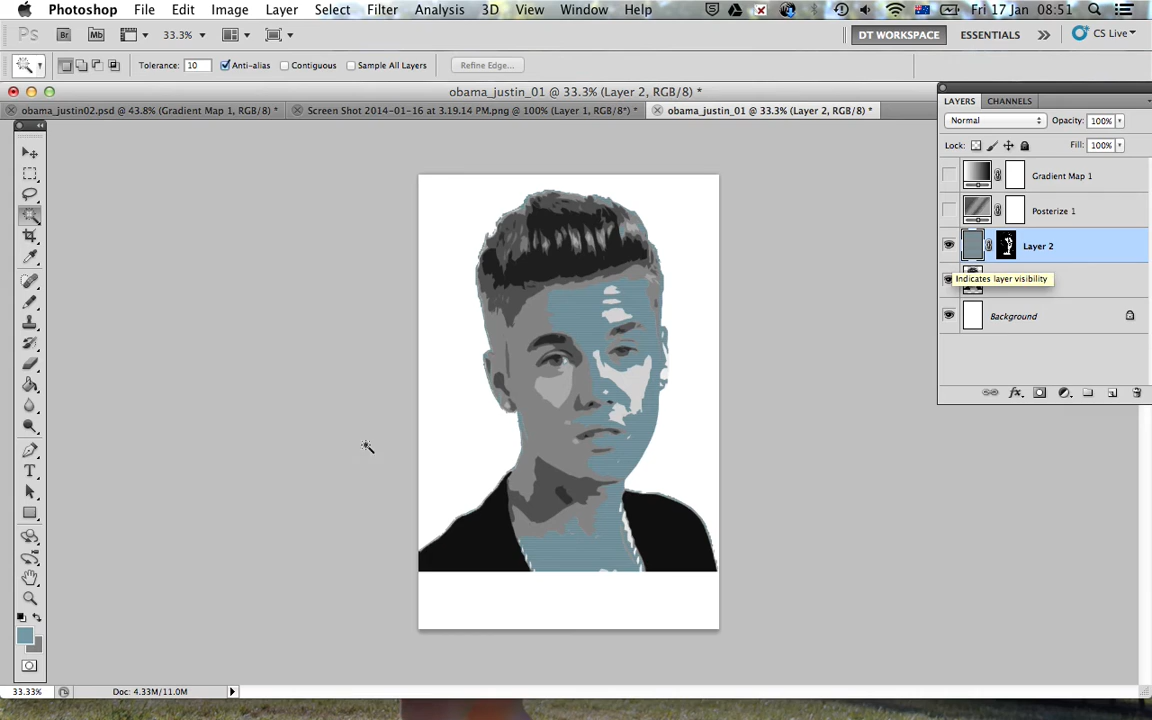 Photoshop File Edit Image Layer Select Filter Analysis 3D View Window Help Fri 17 Jan 08:51
Ps Br Mb 33.3% DT WORKSPACE ESSENTIALS CS Live
Tolerance: 10 Anti-alias Contiguous Sample All Layers Refine Edge...
obama_justin_01 @ 33.3% (Layer 2, RGB/8) *
obama_justin02.psd @ 43.8% (Gradient Map 1, RGB/8) * Screen Shot 2014-01-16 at 3.19.14 PM.png @ 100% (Layer 1, RGB/8*) * obama_justin_01 @ 33.3% (Layer 2, RGB/8) *
LAYERS CHANNELS
Normal Opacity: 100%
Lock: Fill: 100%
Gradient Map 1
Posterize 1
Layer 2
Indicates layer visibility
Background
fx
T
33.33% Doc: 4.33M/11.0M